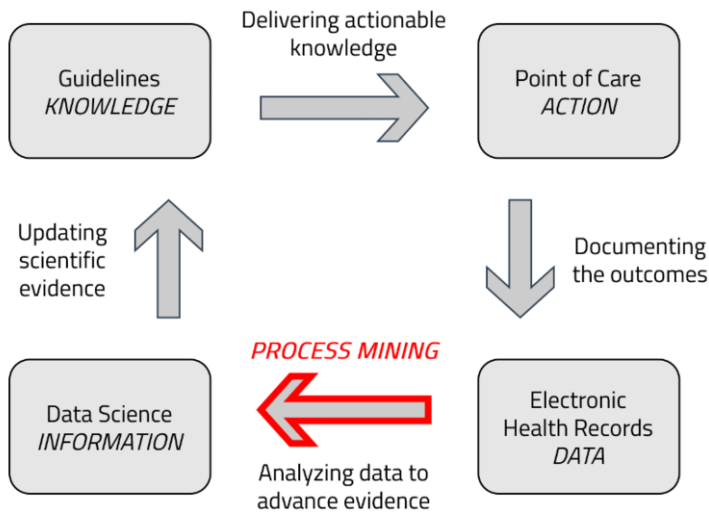 Delivering actionable
knowledge
Guidelines
KNOWLEDGE
Point of Care
ACTION
Updating
scientific
evidence
Documenting
the outcomes
PROCESS MINING
Data Science
INFORMATION
Electronic
Health Records
DATA
Analyzing data to
advance evidence